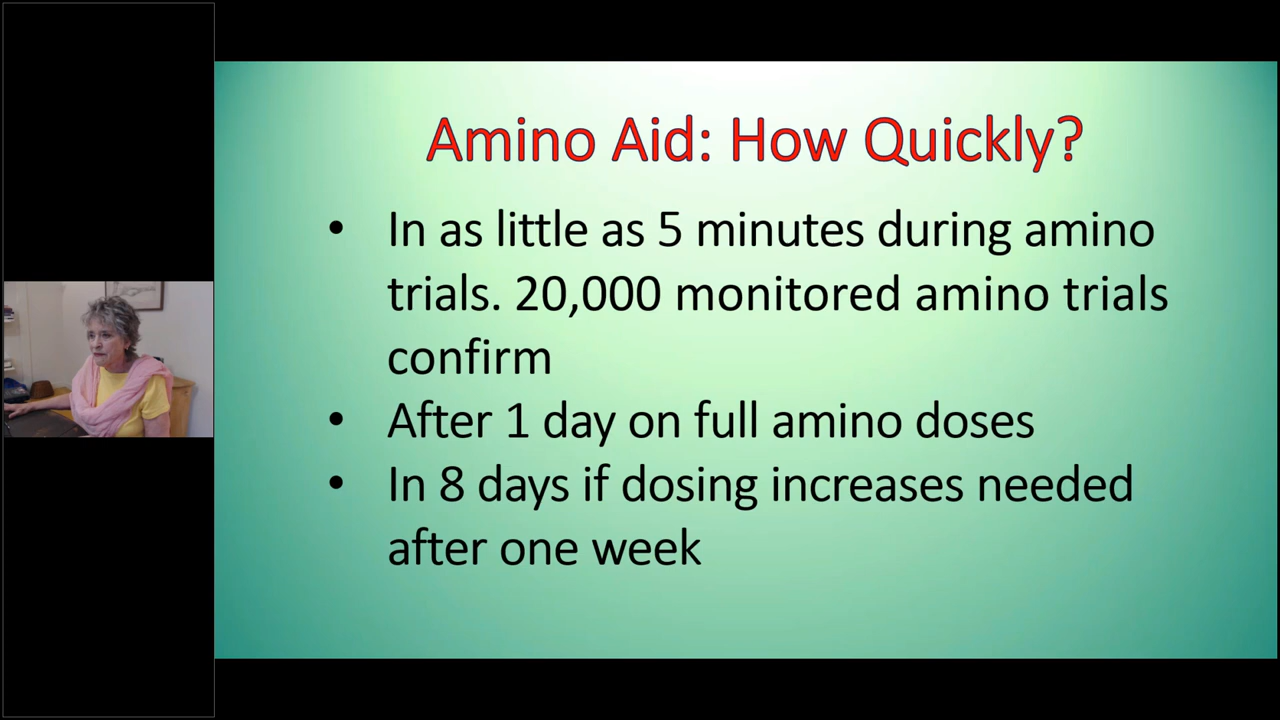 Amino Aid: How Quickly?
• In as little as 5 minutes during amino
trials. 20,000 monitored amino trials
confirm
• After 1 day on full amino doses
• In 8 days if dosing increases needed
after one week